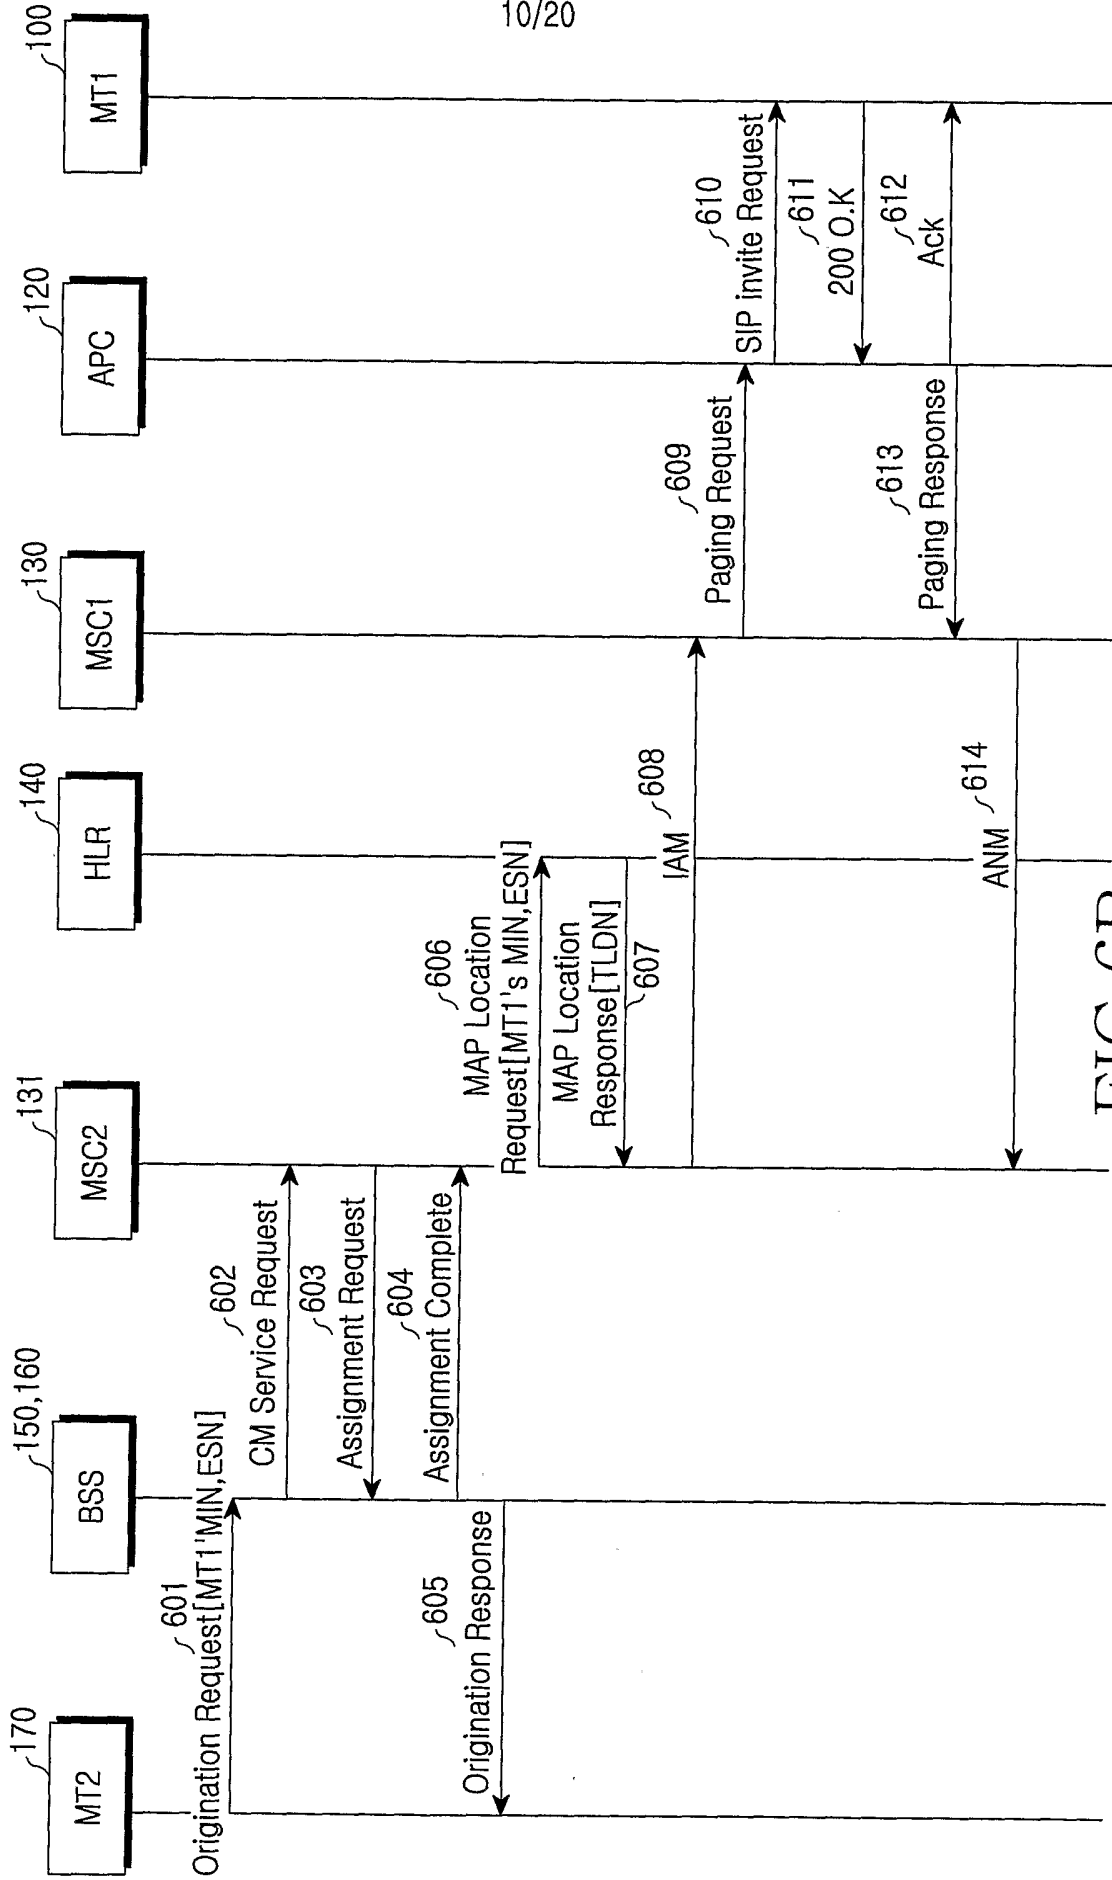 10/20
170
MT2
150,160
BSS
131
MSC2
140
HLR
130
MSC1
120
APC
100
MT1
601
Origination Request[MT1'MIN,ESN]
602
CM Service Request
603
Assignment Request
604
Assignment Complete
605
Origination Response
606
MAP Location
Request[MT1's MIN,ESN]
MAP Location
Response[TLDN]
607
608
IAM
609
Paging Request
610
SIP invite Request
611
200 O.K
612
Ack
613
Paging Response
614
ANM